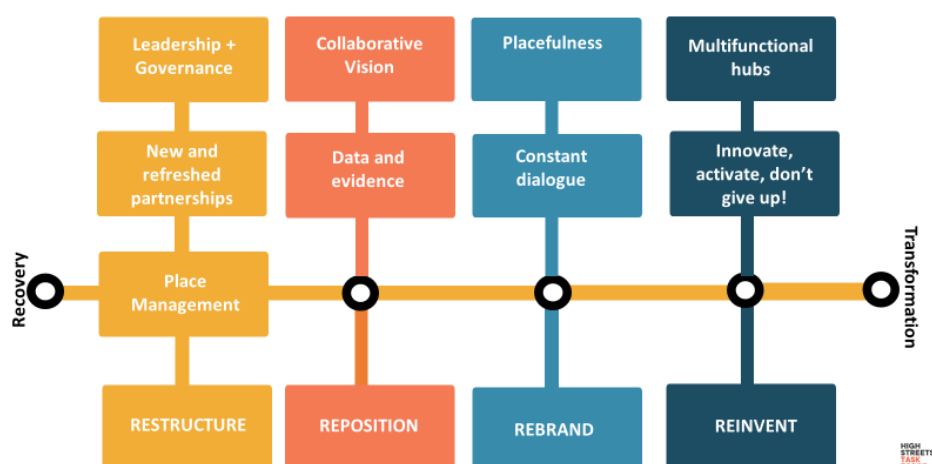 Leadership +
Governance
Collaborative
Vision
Placefulness
Multifunctional
hubs
New and
refreshed
partnerships
Data and
evidence
Constant
dialogue
Innovate,
activate, don't
give up!
Recovery
Place
Management
Transformation
RESTRUCTURE
REPOSITION
REBRAND
REINVENT
HIGH
STREETS
TASK